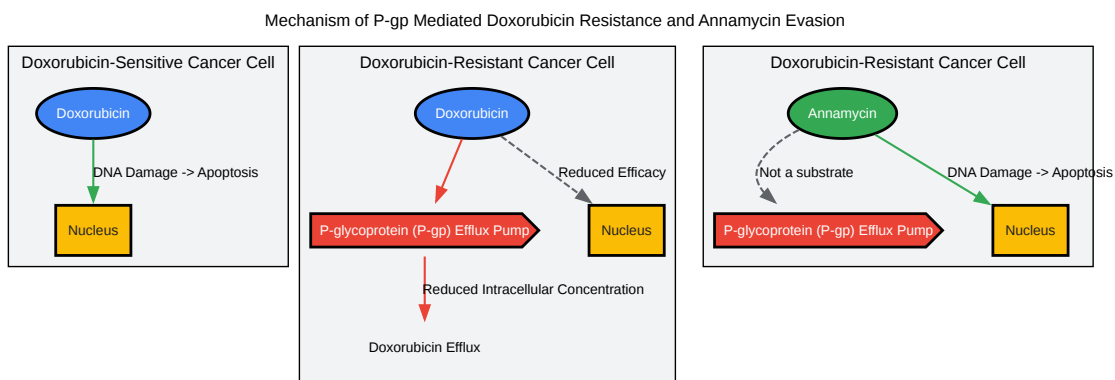 Mechanism of P-gp Mediated Doxorubicin Resistance and Annamycin Evasion
Doxorubicin-Sensitive Cancer Cell
Doxorubicin
DNA Damage -> Apoptosis
Nucleus
Doxorubicin-Resistant Cancer Cell
Doxorubicin
Reduced Efficacy
P-glycoprotein (P-gp) Efflux Pump
Nucleus
Reduced Intracellular Concentration
Doxorubicin Efflux
Doxorubicin-Resistant Cancer Cell
Annamycin
Not a substrate
DNA Damage -> Apoptosis
P-glycoprotein (P-gp) Efflux Pump
Nucleus